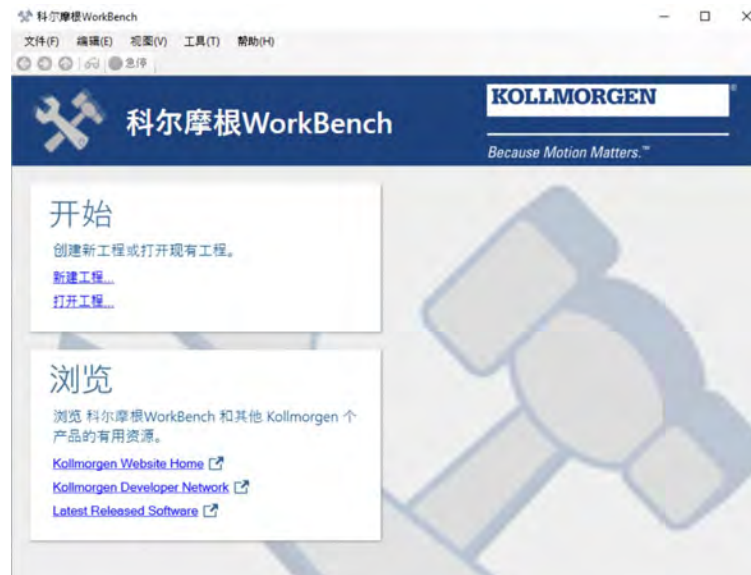 科尔摩根WorkBench
文件(F) 编辑(E) 视图(V) 工具(T) 帮助(H)
急停
科尔摩根WorkBench
KOLLMORGEN®
Because Motion Matters.™
开始
创建新工程或打开现有工程。
新建工程...
打开工程...
浏览
浏览 科尔摩根WorkBench 和其他 Kollmorgen 个
产品的有用资源。
Kollmorgen Website Home
Kollmorgen Developer Network
Latest Released Software